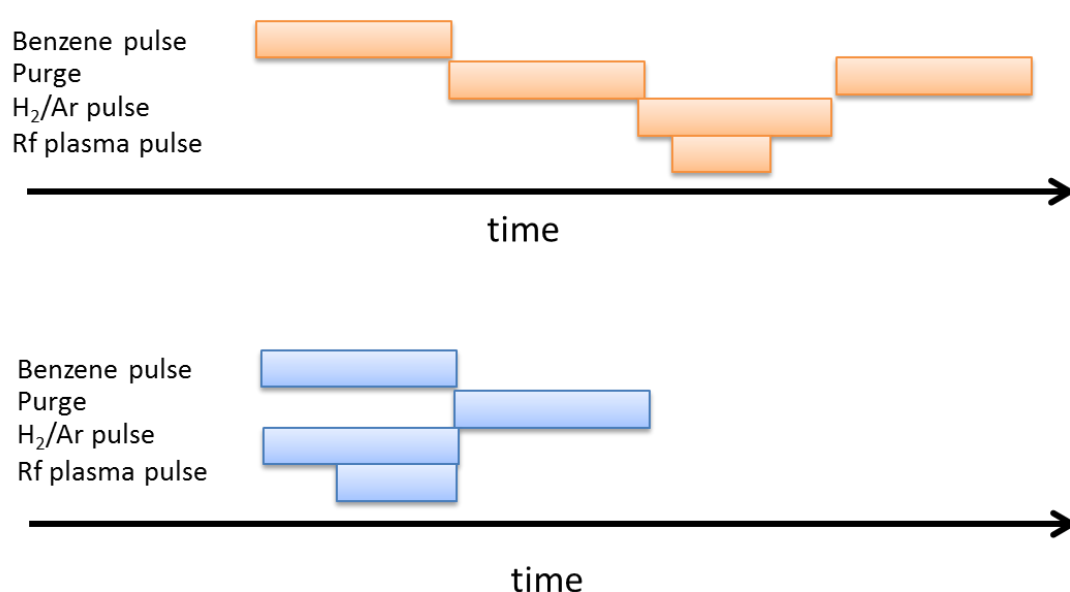 Benzene pulse
Purge
H₂/Ar pulse
Rf plasma pulse
time
Benzene pulse
Purge
H₂/Ar pulse
Rf plasma pulse
time